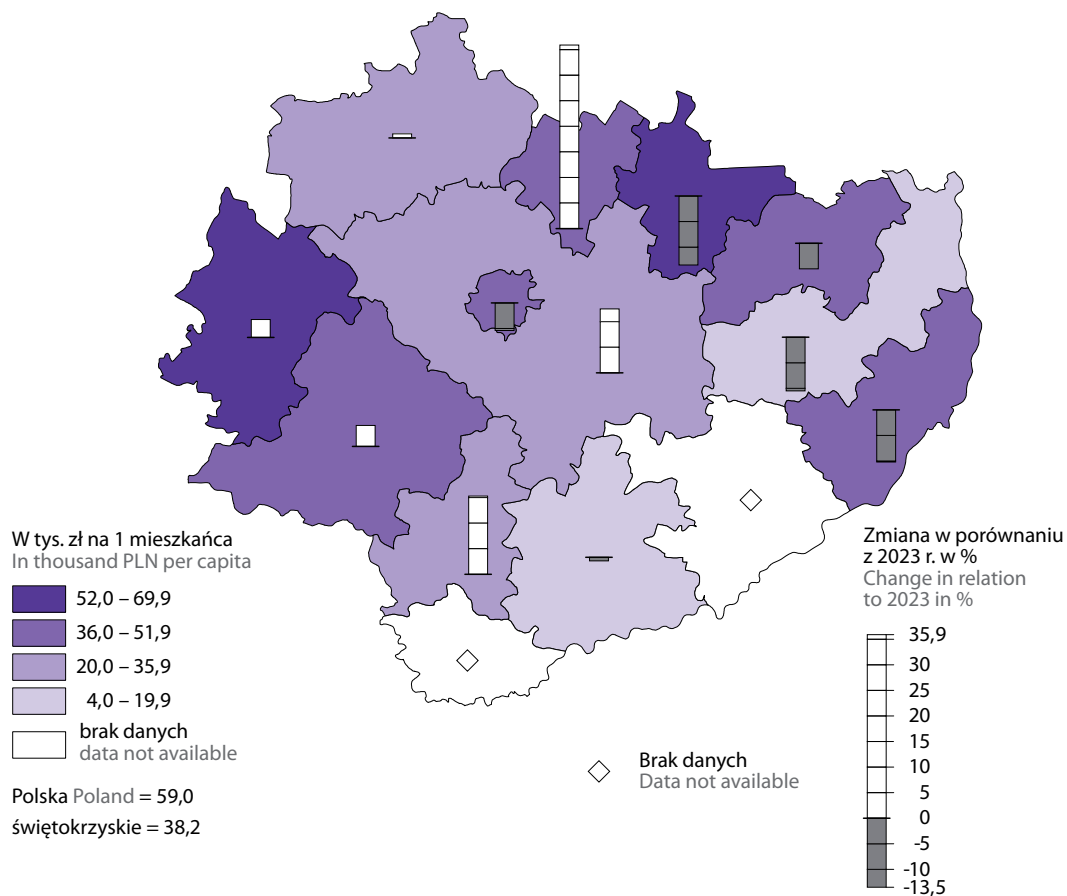 W tys. zł na 1 mieszkańca
In thousand PLN per capita
52,0 – 69,9
36,0 – 51,9
20,0 – 35,9
4,0 – 19,9
brak danych
data not available
Polska Poland = 59,0
świętokrzyskie = 38,2
Brak danych
Data not available
Zmiana w porównaniu
z 2023 r. w %
Change in relation
to 2023 in %
35,9
30
25
20
15
10
5
0
-5
-10
-13,5